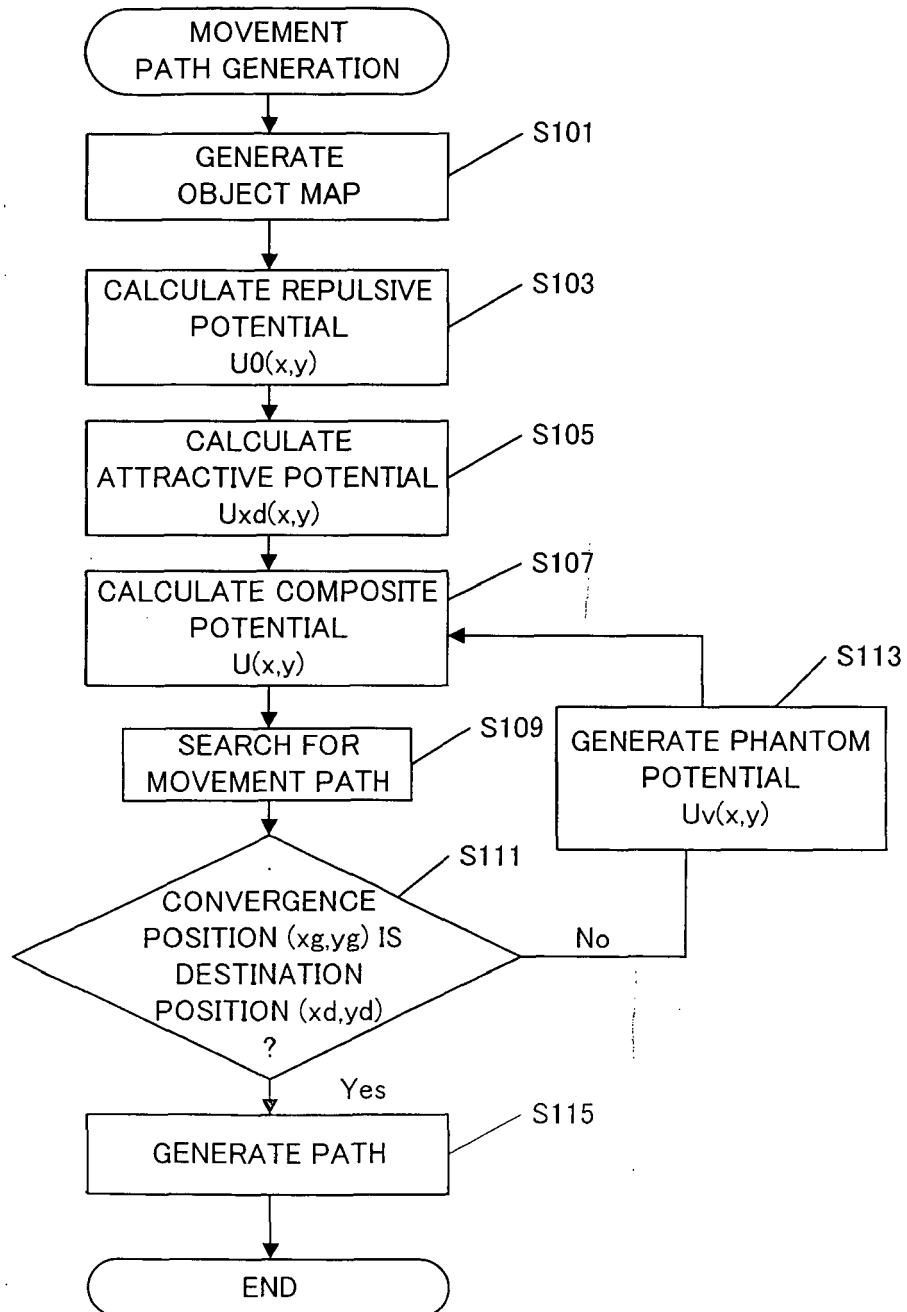 MOVEMENT
PATH GENERATION
S101
GENERATE
OBJECT MAP
S103
CALCULATE REPULSIVE
POTENTIAL
U0(x,y)
S105
CALCULATE
ATTRACTIVE POTENTIAL
Uxd(x,y)
S107
CALCULATE COMPOSITE
POTENTIAL
U(x,y)
S113
GENERATE PHANTOM
POTENTIAL
Uv(x,y)
S109
SEARCH FOR
MOVEMENT PATH
S111
CONVERGENCE
POSITION (xg,yg) IS
DESTINATION
POSITION (xd,yd)
?
No
Yes
S115
GENERATE PATH
END